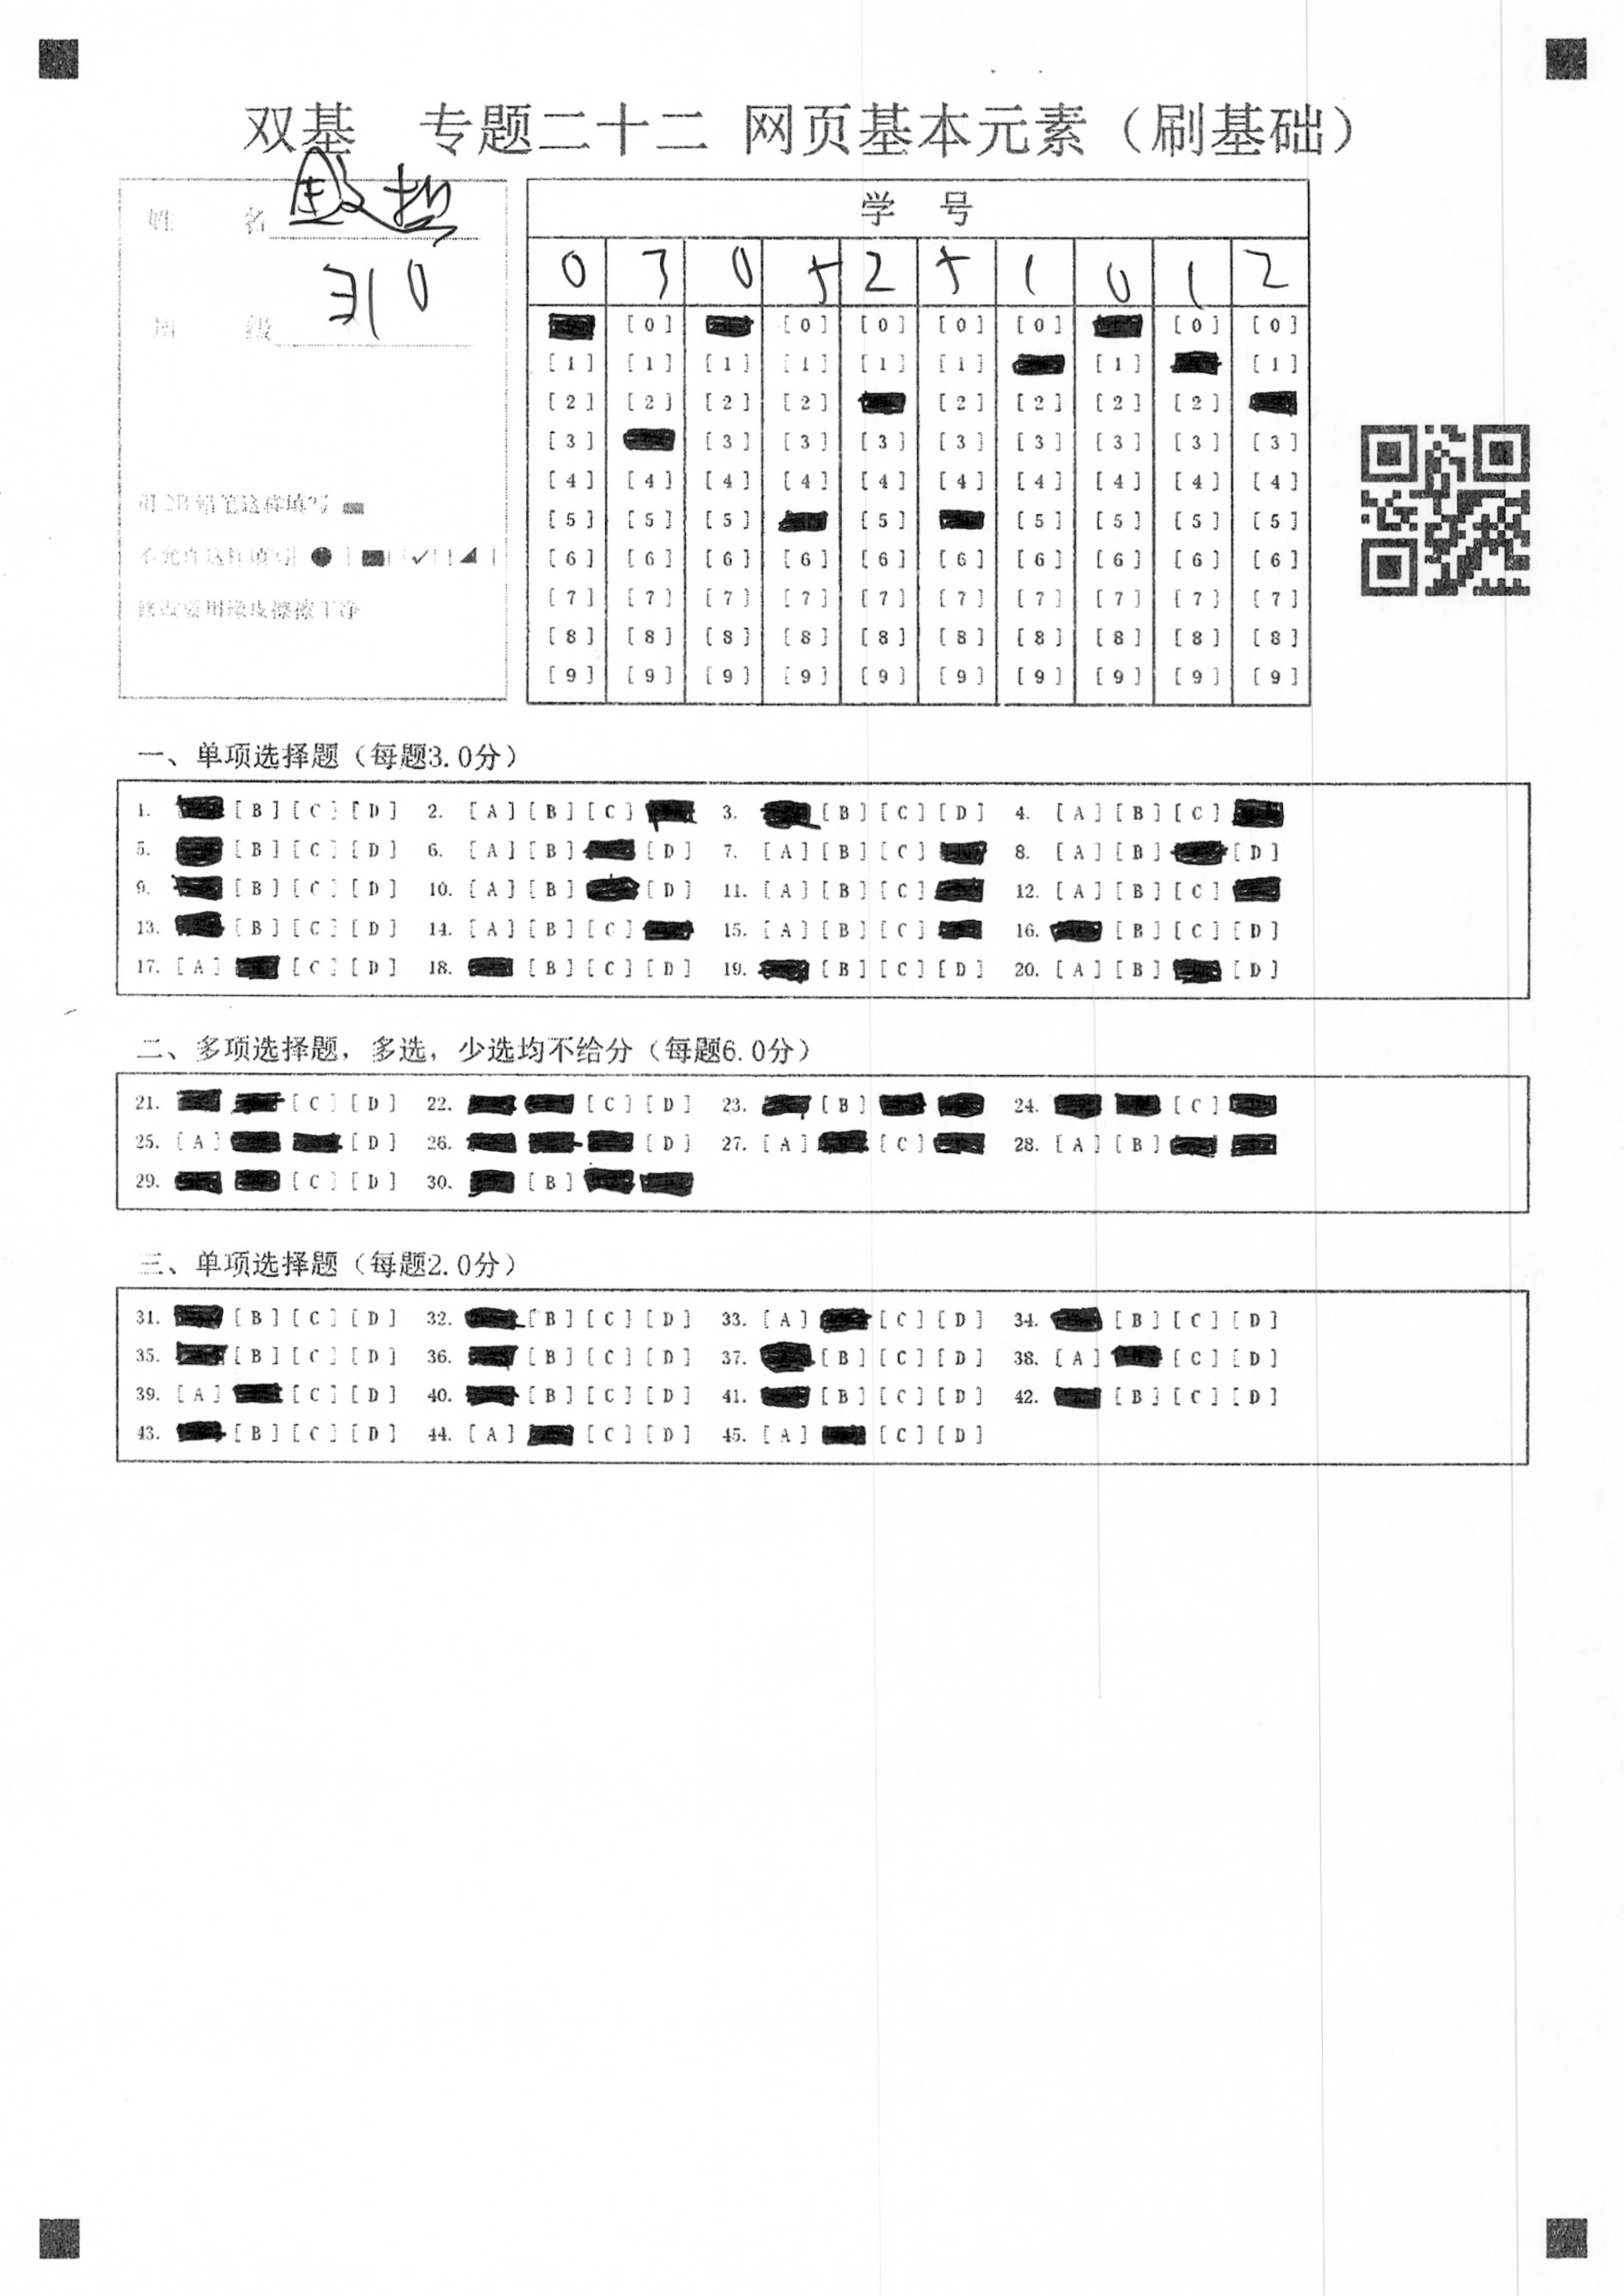 双基 专题二十二 网页基本元素（刷基础）
姓 名
班 级 310
用2B铅笔这样填写
不允许这样填写
修改要用橡皮擦擦干净
学 号
0 3 0 5 2 5 1 0 1 2
[0] [0] [0] [0] [0] [0] [0]
[1] [1] [1] [1] [1] [1] [1] [1]
[2] [2] [2] [2] [2] [2] [2] [2]
[3] [3] [3] [3] [3] [3] [3] [3] [3]
[4] [4] [4] [4] [4] [4] [4] [4] [4] [4]
[5] [5] [5] [5] [5] [5] [5] [5]
[6] [6] [6] [6] [6] [6] [6] [6] [6] [6]
[7] [7] [7] [7] [7] [7] [7] [7] [7] [7]
[8] [8] [8] [8] [8] [8] [8] [8] [8] [8]
[9] [9] [9] [9] [9] [9] [9] [9] [9] [9]
一、单项选择题（每题3.0分）
1. [B] [C] [D] 2. [A] [B] [C] 3. [B] [C] [D] 4. [A] [B] [C]
5. [B] [C] [D] 6. [A] [B] [D] 7. [A] [B] [C] 8. [A] [B] [D]
9. [B] [C] [D] 10. [A] [B] [D] 11. [A] [B] [C] 12. [A] [B] [C]
13. [B] [C] [D] 14. [A] [B] [C] 15. [A] [B] [C] 16. [B] [C] [D]
17. [A] [C] [D] 18. [B] [C] [D] 19. [B] [C] [D] 20. [A] [B] [D]
二、多项选择题，多选，少选均不给分（每题6.0分）
21. [C] [D] 22. [C] [D] 23. [B] 24. [C]
25. [A] [D] 26. [D] 27. [A] [C] 28. [A] [B]
29. [C] [D] 30. [B]
三、单项选择题（每题2.0分）
31. [B] [C] [D] 32. [B] [C] [D] 33. [A] [C] [D] 34. [B] [C] [D]
35. [B] [C] [D] 36. [B] [C] [D] 37. [B] [C] [D] 38. [A] [C] [D]
39. [A] [C] [D] 40. [B] [C] [D] 41. [B] [C] [D] 42. [B] [C] [D]
43. [B] [C] [D] 44. [A] [C] [D] 45. [A] [C] [D]